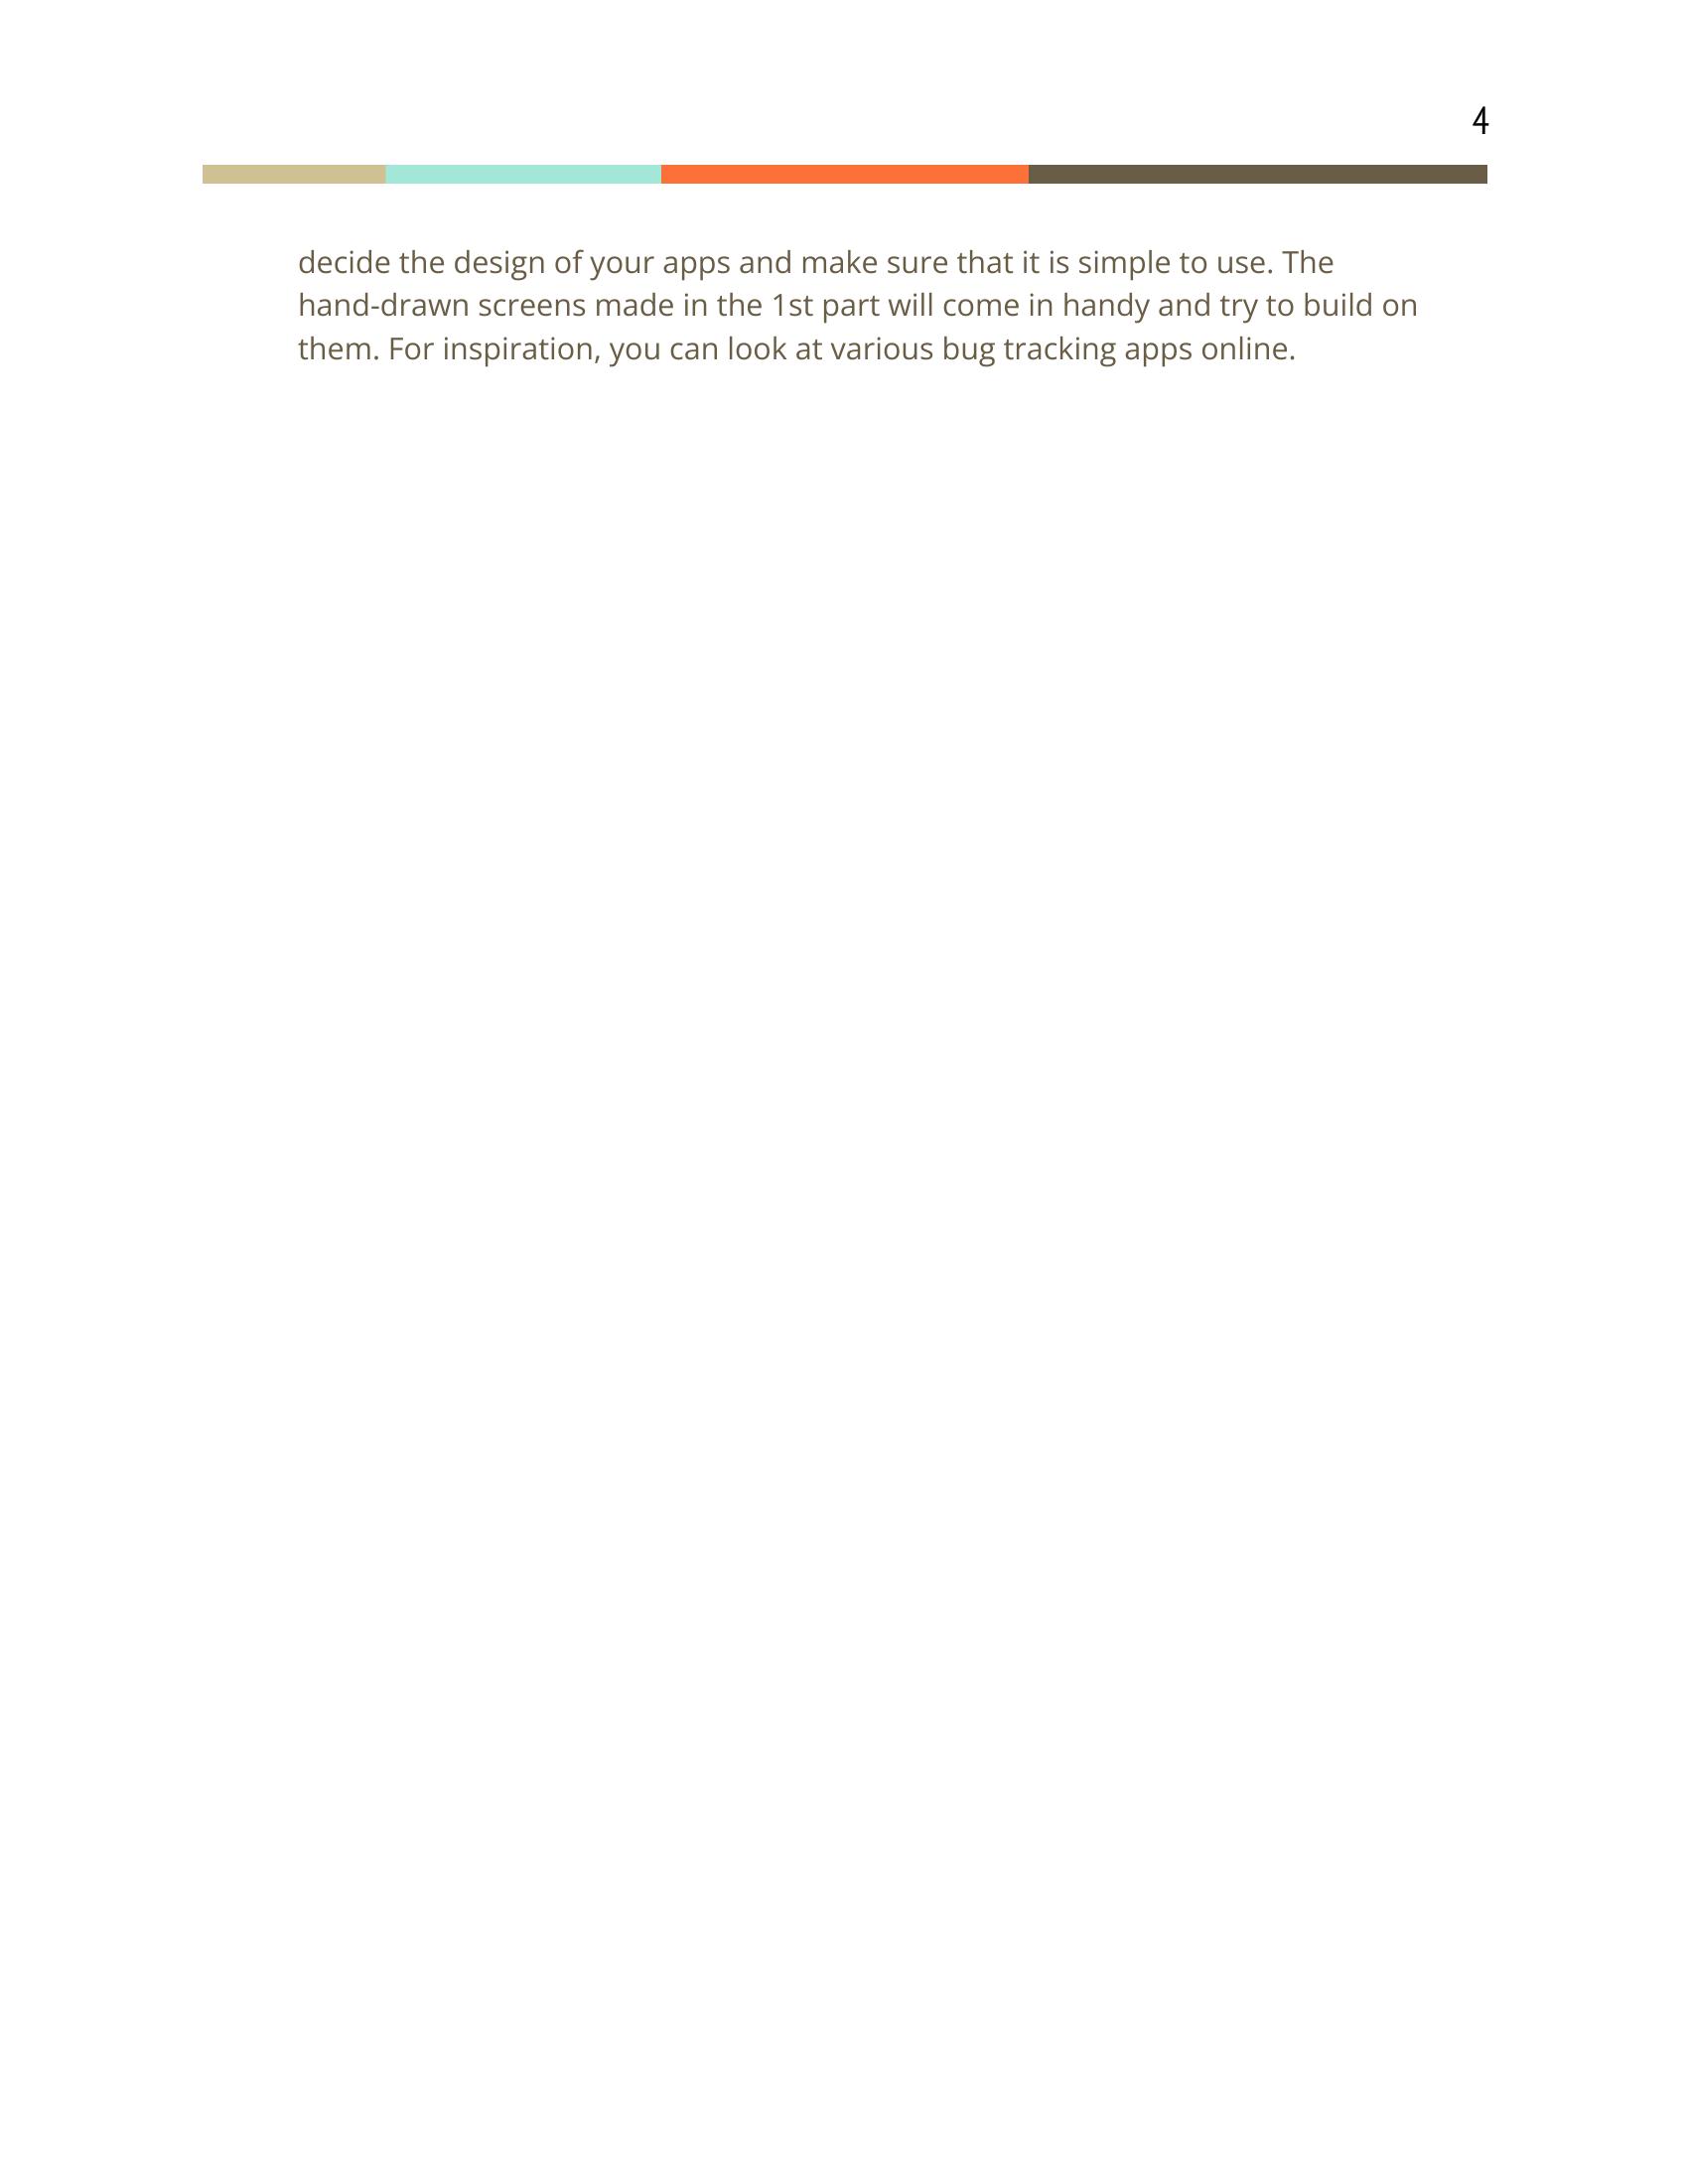 4
decide the design of your apps and make sure that it is simple to use. The
hand-drawn screens made in the 1st part will come in handy and try to build on
them. For inspiration, you can look at various bug tracking apps online.